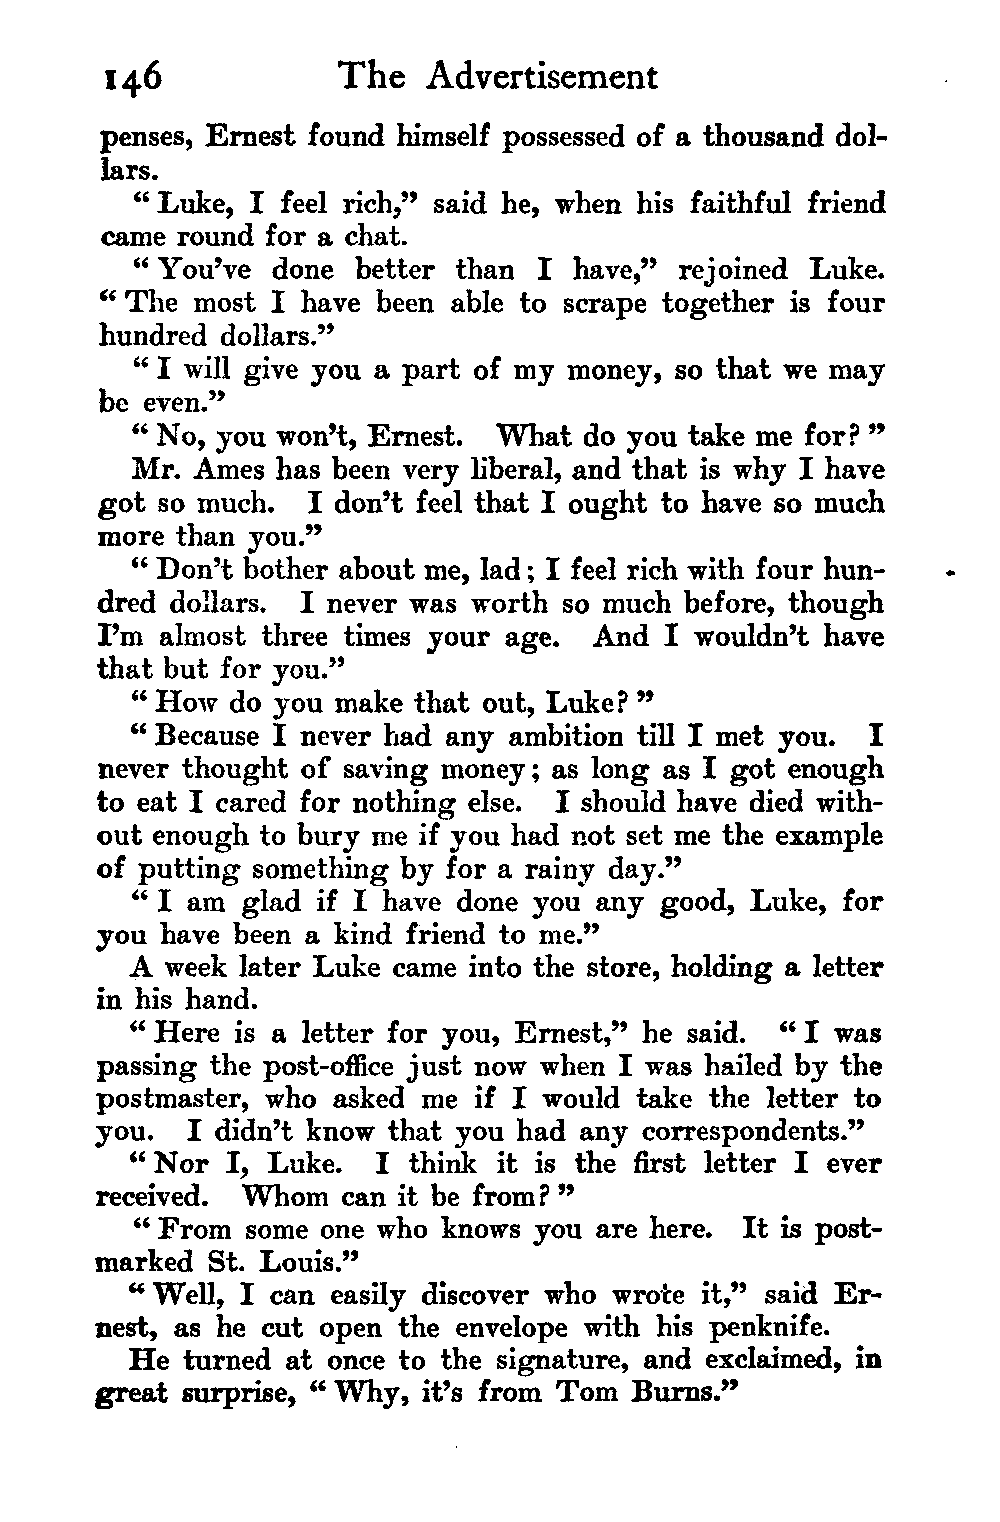 146 The Advertisement
penses, Ernest found himself possessed of a thousand dol-
lars.
“ Luke, I feel rich,” said he, when his faithful friend
came round for a chat.
“ You’ve done better than I have,” rejoined Luke.
“ The most I have been able to scrape together is four
hundred dollars.”
“ I will give you a part of my money, so that we may
be even.”
“ No, you won’t, Ernest. What do you take me for? ”
Mr. Ames has been very liberal, and that is why I have
got so much. I don’t feel that I ought to have so much
more than you.”
“ Don’t bother about me, lad; I feel rich with four hun-
dred dollars. I never was worth so much before, though
I’m almost three times your age. And I wouldn’t have
that but for you.”
“ How do you make that out, Luke? ”
“ Because I never had any ambition till I met you. I
never thought of saving money; as long as I got enough
to eat I cared for nothing else. I should have died with-
out enough to bury me if you had not set me the example
of putting something by for a rainy day.”
“ I am glad if I have done you any good, Luke, for
you have been a kind friend to me.”
A week later Luke came into the store, holding a letter
in his hand.
“ Here is a letter for you, Ernest,” he said. “ I was
passing the post-office just now when I was hailed by the
postmaster, who asked me if I would take the letter to
you. I didn’t know that you had any correspondents.”
“ Nor I, Luke. I think it is the first letter I ever
received. Whom can it be from? ”
“ From some one who knows you are here. It is post-
marked St. Louis.”
“ Well, I can easily discover who wrote it,” said Er-
nest, as he cut open the envelope with his penknife.
He turned at once to the signature, and exclaimed, in
great surprise, “ Why, it’s from Tom Burns.”